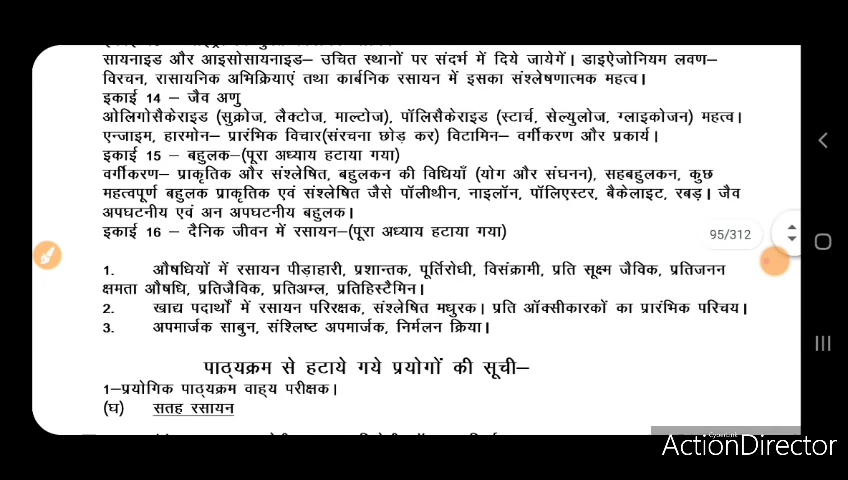 सायनाइड और आइसोसायनाइड– उचित स्थानों पर संदर्भ में दिये जायेगें। डाइऐजोनियम लवण–
विरचन, रासायनिक अभिक्रियाएं तथा कार्बनिक रसायन में इसका संश्लेषणात्मक महत्व।
इकाई 14 – जैव अणु
ओलिगोसैकेराइड (सुक्रोज, लैक्टोज, माल्टोज), पॉलिसैकेराइड (स्टार्च, सेल्युलोज, ग्लाइकोजन) महत्व।
एन्जाइम, हारमोन– प्रारंभिक विचार(संरचना छोड़ कर) विटामिन– वर्गीकरण और प्रकार्य।
इकाई 15 – बहुलक–(पूरा अध्याय हटाया गया)
वर्गीकरण– प्राकृतिक और संश्लेषित, बहुलकन की विधियाँ (योग और संघनन), सहबहुलकन, कुछ
महत्वपूर्ण बहुलक प्राकृतिक एवं संश्लेषित जैसे पॉलीथीन, नाइलॉन, पॉलिएस्टर, बैकेलाइट, रबड़। जैव
अपघटनीय एवं अन अपघटनीय बहुलक।
इकाई 16 – दैनिक जीवन में रसायन–(पूरा अध्याय हटाया गया)
95/312
1. औषधियों में रसायन पीड़ाहारी, प्रशान्तक, पूर्तिरोधी, विसंक्रामी, प्रति सूक्ष्म जैविक, प्रतिजनन
क्षमता औषधि, प्रतिजैविक, प्रतिअम्ल, प्रतिहिस्टैमिन।
2. खाद्य पदार्थों में रसायन परिरक्षक, संश्लेषित मधुरक। प्रति ऑक्सीकारकों का प्रारंभिक परिचय।
3. अपमार्जक साबुन, संश्लिष्ट अपमार्जक, निर्मलन क्रिया।
पाठ्यक्रम से हटाये गये प्रयोगों की सूची–
1–प्रयोगिक पाठ्यक्रम वाह्य परीक्षक।
(घ) सतह रसायन
ActionDirector